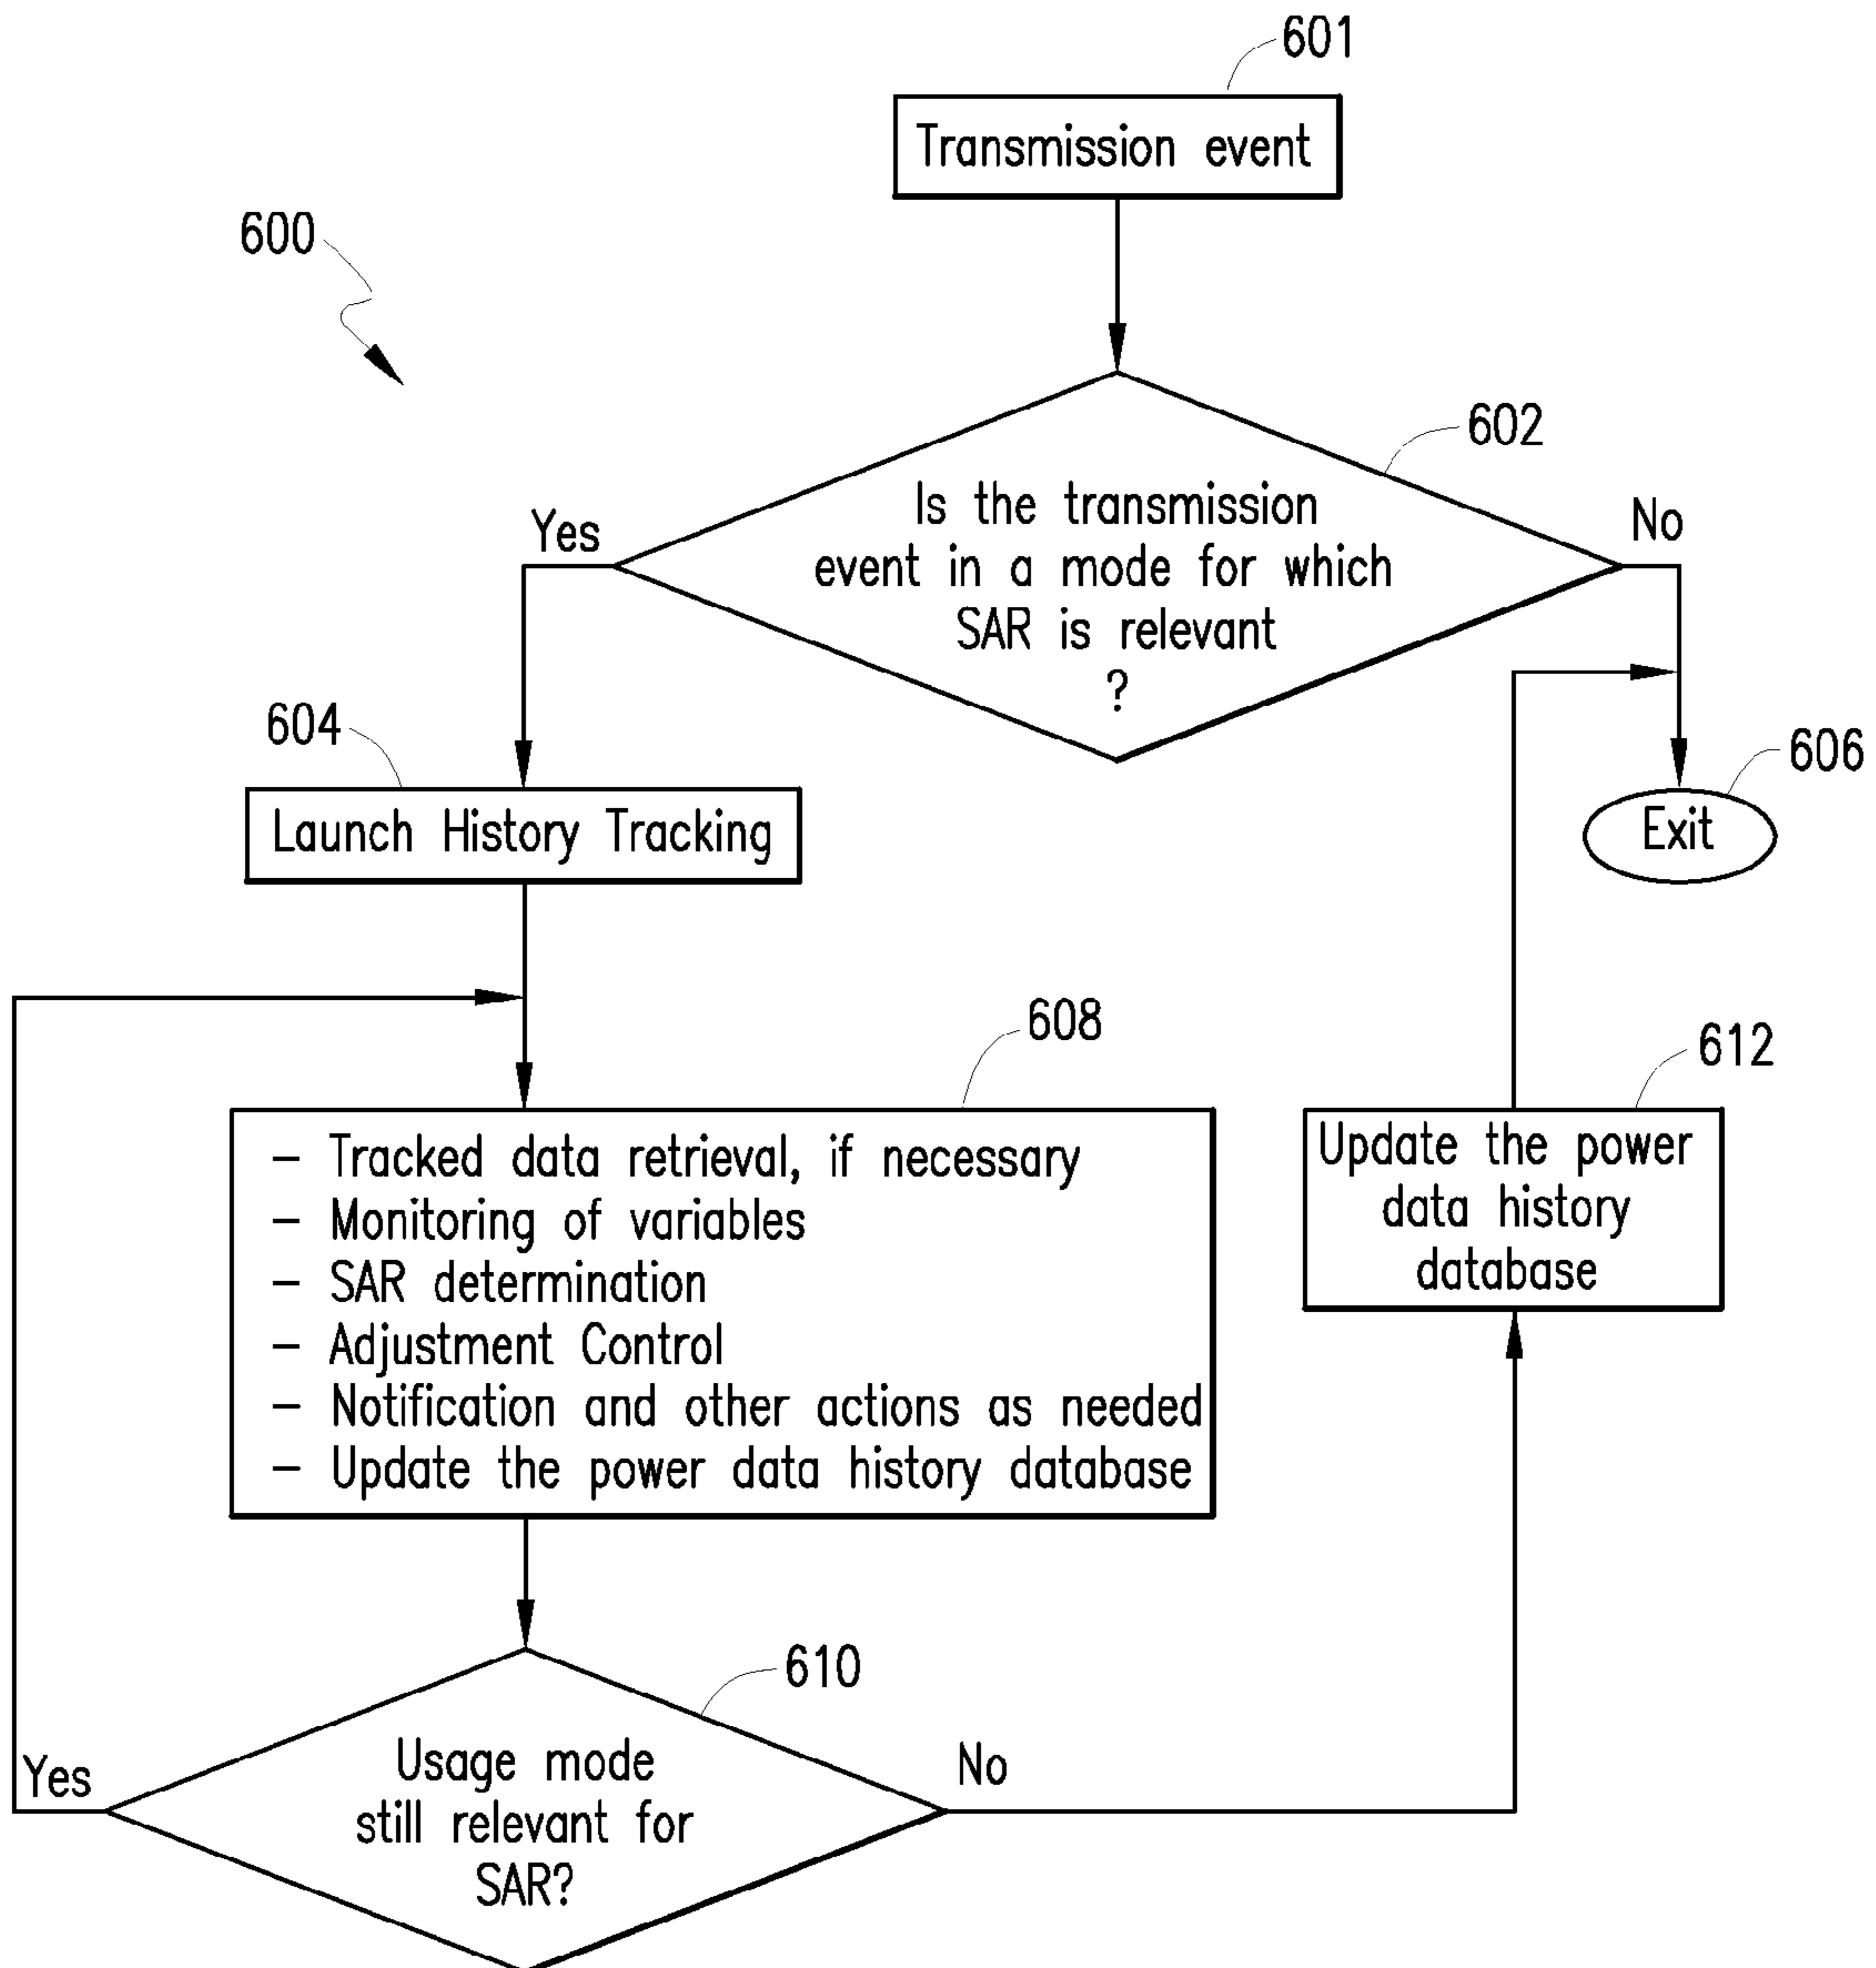 601
Transmission event
600
602
Is the transmission
event in a mode for which
SAR is relevant
?
Yes
No
604
Launch History Tracking
606
Exit
608
– Tracked data retrieval, if necessary
– Monitoring of variables
– SAR determination
– Adjustment Control
– Notification and other actions as needed
– Update the power data history database
612
Update the power
data history
database
610
Usage mode
still relevant for
SAR?
Yes
No